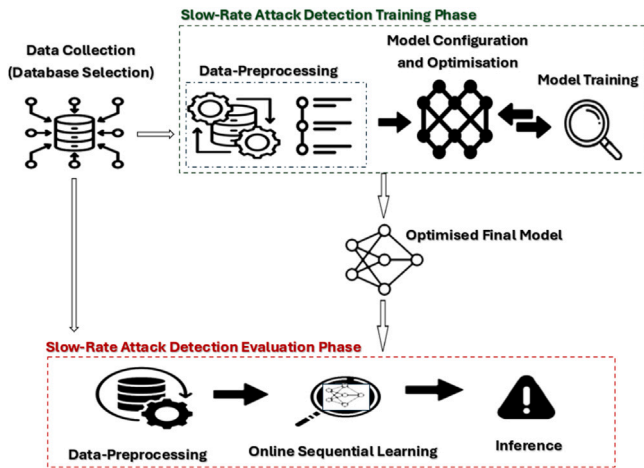 Slow-Rate Attack Detection Training Phase
Data Collection
(Database Selection)
Data-Preprocessing
Model Configuration
and Optimisation
Model Training
Optimised Final Model
Slow-Rate Attack Detection Evaluation Phase
Data-Preprocessing
Online Sequential Learning
Inference